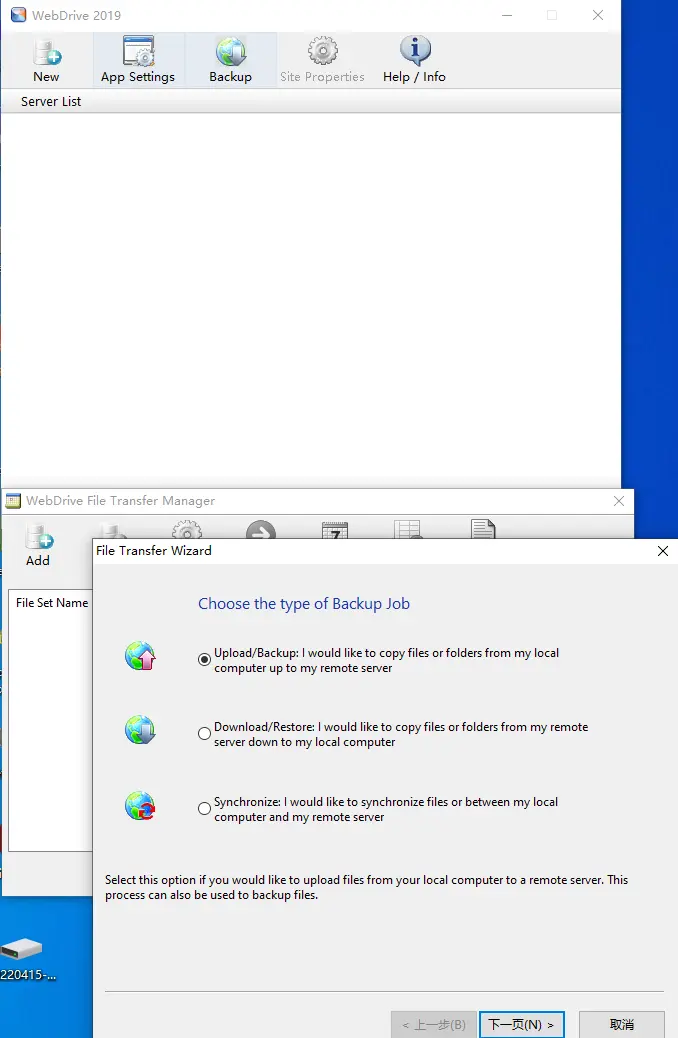 WebDrive 2019
New
App Settings
Backup
Site Properties
Help / Info
Server List
WebDrive File Transfer Manager
Add
7
File Transfer Wizard
File Set Name
Choose the type of Backup Job
Upload/Backup: I would like to copy files or folders from my local
computer up to my remote server
Download/Restore: I would like to copy files or folders from my remote
server down to my local computer
Synchronize: I would like to synchronize files or between my local
computer and my remote server
Select this option if you would like to upload files from your local computer to a remote server. This
process can also be used to backup files.
220415-...
< 上一步(B)
下一页(N) >
取消